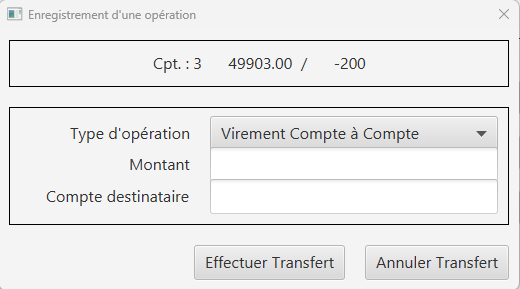 Enregistrement d'une opération
Cpt. : 3 49903.00 / -200
Type d'opération Virement Compte à Compte
Montant
Compte destinataire
Effectuer Transfert Annuler Transfert